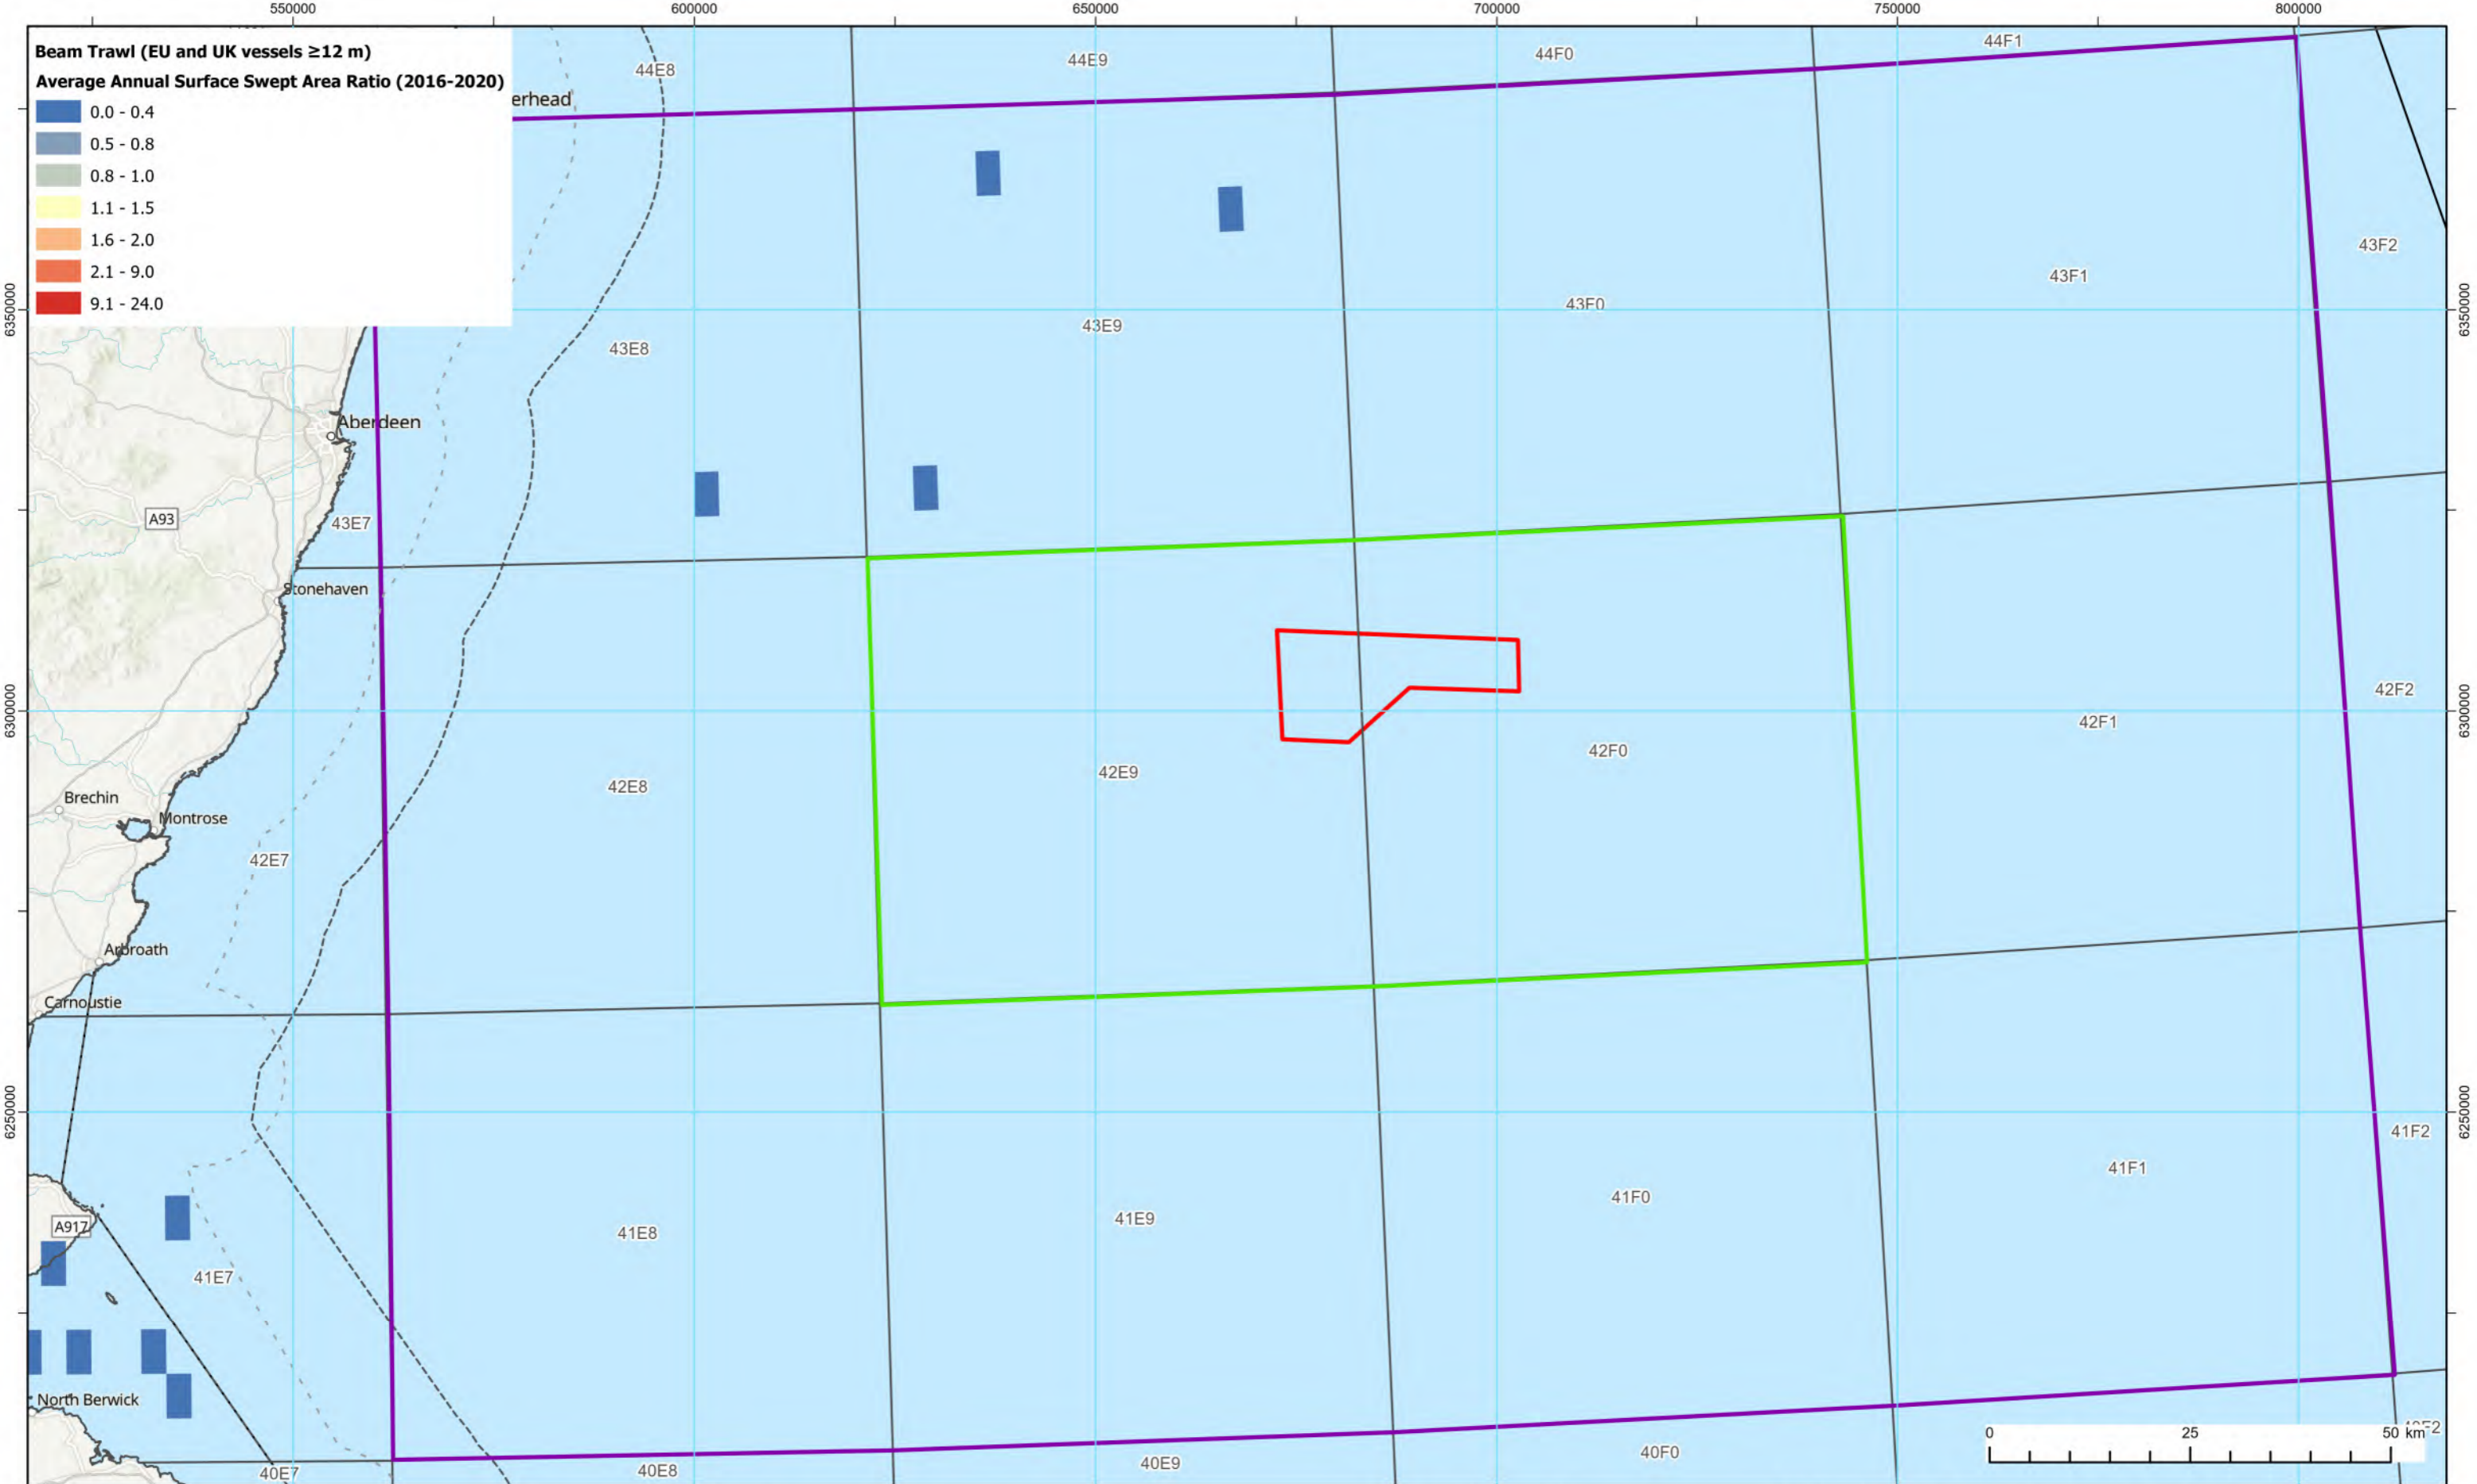 550000 600000 650000 700000 750000 800000
Beam Trawl (EU and UK vessels ≥12 m)
Average Annual Surface Swept Area Ratio (2016-2020)
0.0 - 0.4
0.5 - 0.8
0.8 - 1.0
1.1 - 1.5
1.6 - 2.0
2.1 - 9.0
9.1 - 24.0
44E8
44E9
44F0
44F1
erhead
43F2
43F1
43F0
43E9
43E8
6350000
6350000
Aberdeen
A93
43E7
Stonehaven
42F2
6300000
6300000
42F1
42F0
42E9
42E8
Brechin
Montrose
42E7
Arbroath
Carnoustie
6250000
6250000
41F2
41F1
41F0
41E9
41E8
A917
41E7
North Berwick
0 25 50 km
40F0
40E9
40E8
40E7